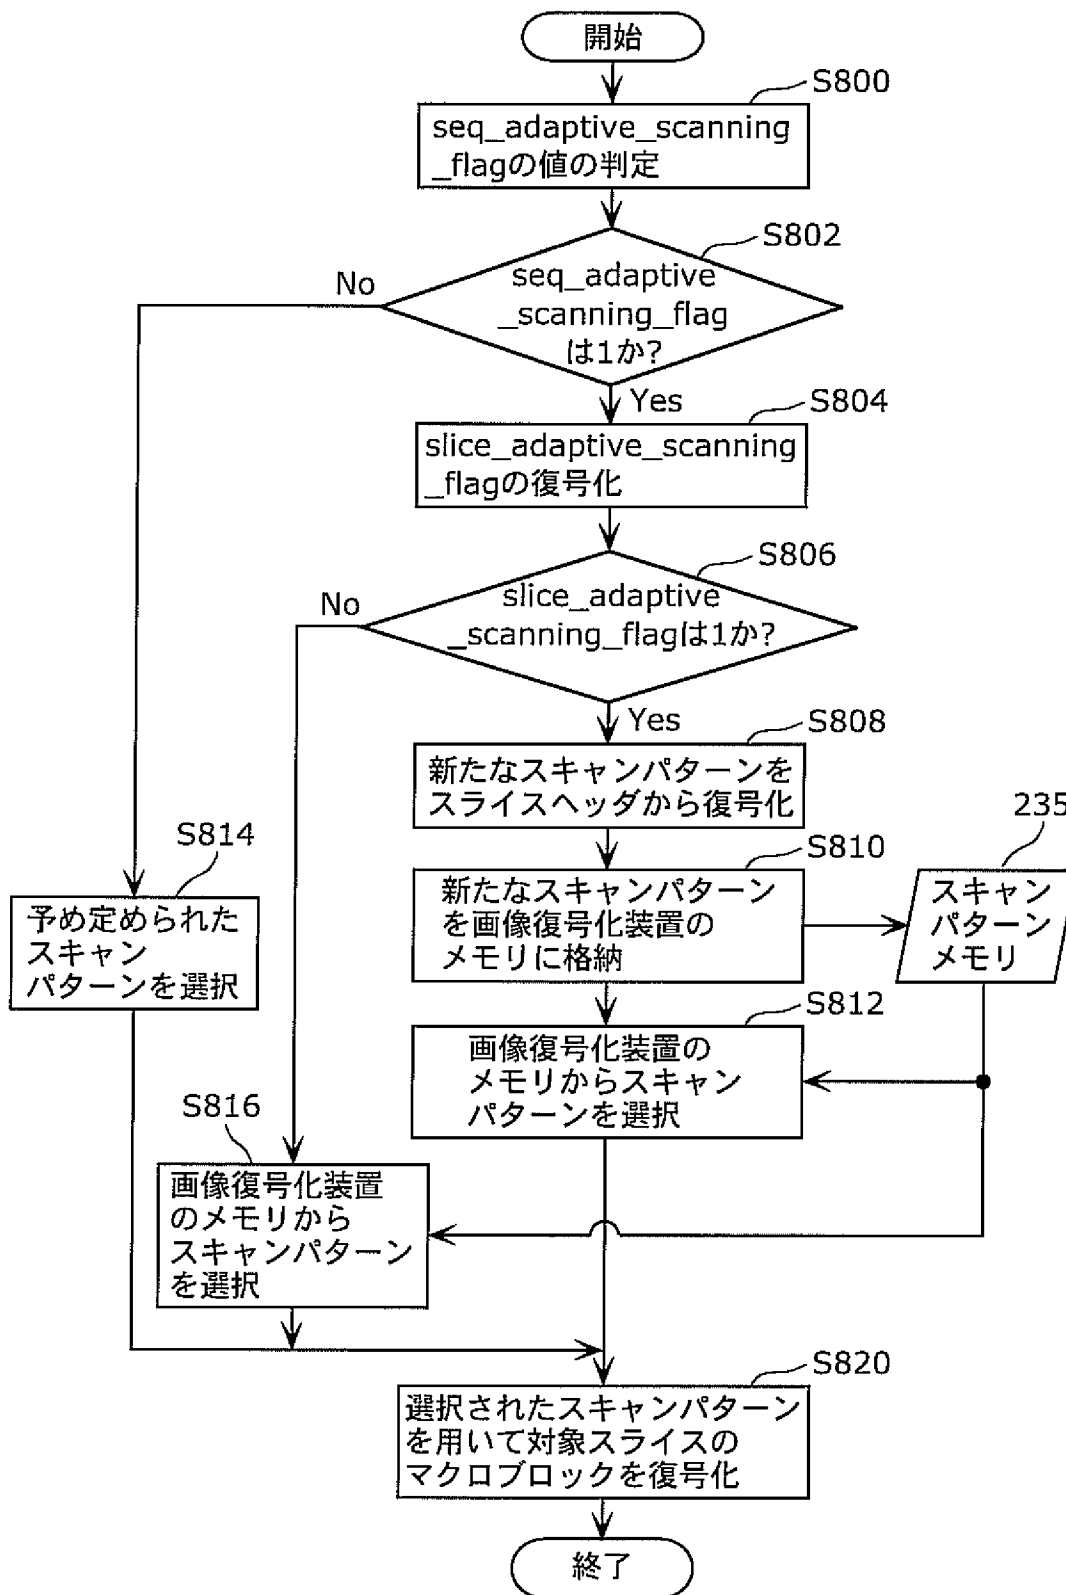 開始
S800
seq_adaptive_scanning
_flagの値の判定
S802
seq_adaptive
_scanning_flag
は1か?
No
Yes
S804
slice_adaptive_scanning
_flagの復号化
S806
slice_adaptive
_scanning_flagは1か?
No
Yes
S808
新たなスキャンパターンを
スライスヘッダから復号化
S810
新たなスキャンパターン
を画像復号化装置の
メモリに格納
235
スキャン
パターン
メモリ
S814
予め定められた
スキャン
パターンを選択
S812
画像復号化装置の
メモリからスキャン
パターンを選択
S816
画像復号化装置
のメモリから
スキャンパターン
を選択
S820
選択されたスキャンパターン
を用いて対象スライスの
マクロブロックを復号化
終了